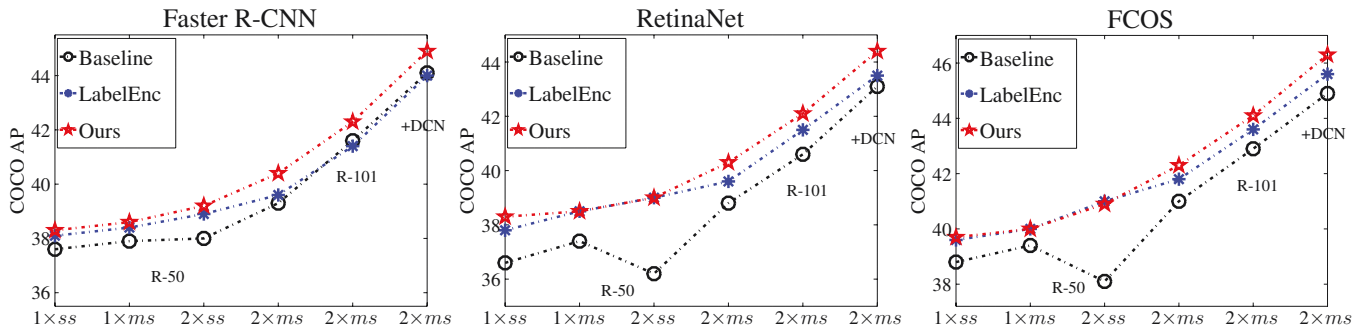 Faster R-CNN
COCO AP
44
42
40
38
36
Baseline
LabelEnc
Ours
R-50
R-101
+DCN
1×ss 1×ms 2×ss 2×ms 2×ms 2×ms
RetinaNet
COCO AP
44
42
40
38
36
Baseline
LabelEnc
Ours
R-50
R-101
+DCN
1×ss 1×ms 2×ss 2×ms 2×ms 2×ms
FCOS
COCO AP
46
44
42
40
38
Baseline
LabelEnc
Ours
R-50
R-101
+DCN
1×ss 1×ms 2×ss 2×ms 2×ms 2×ms